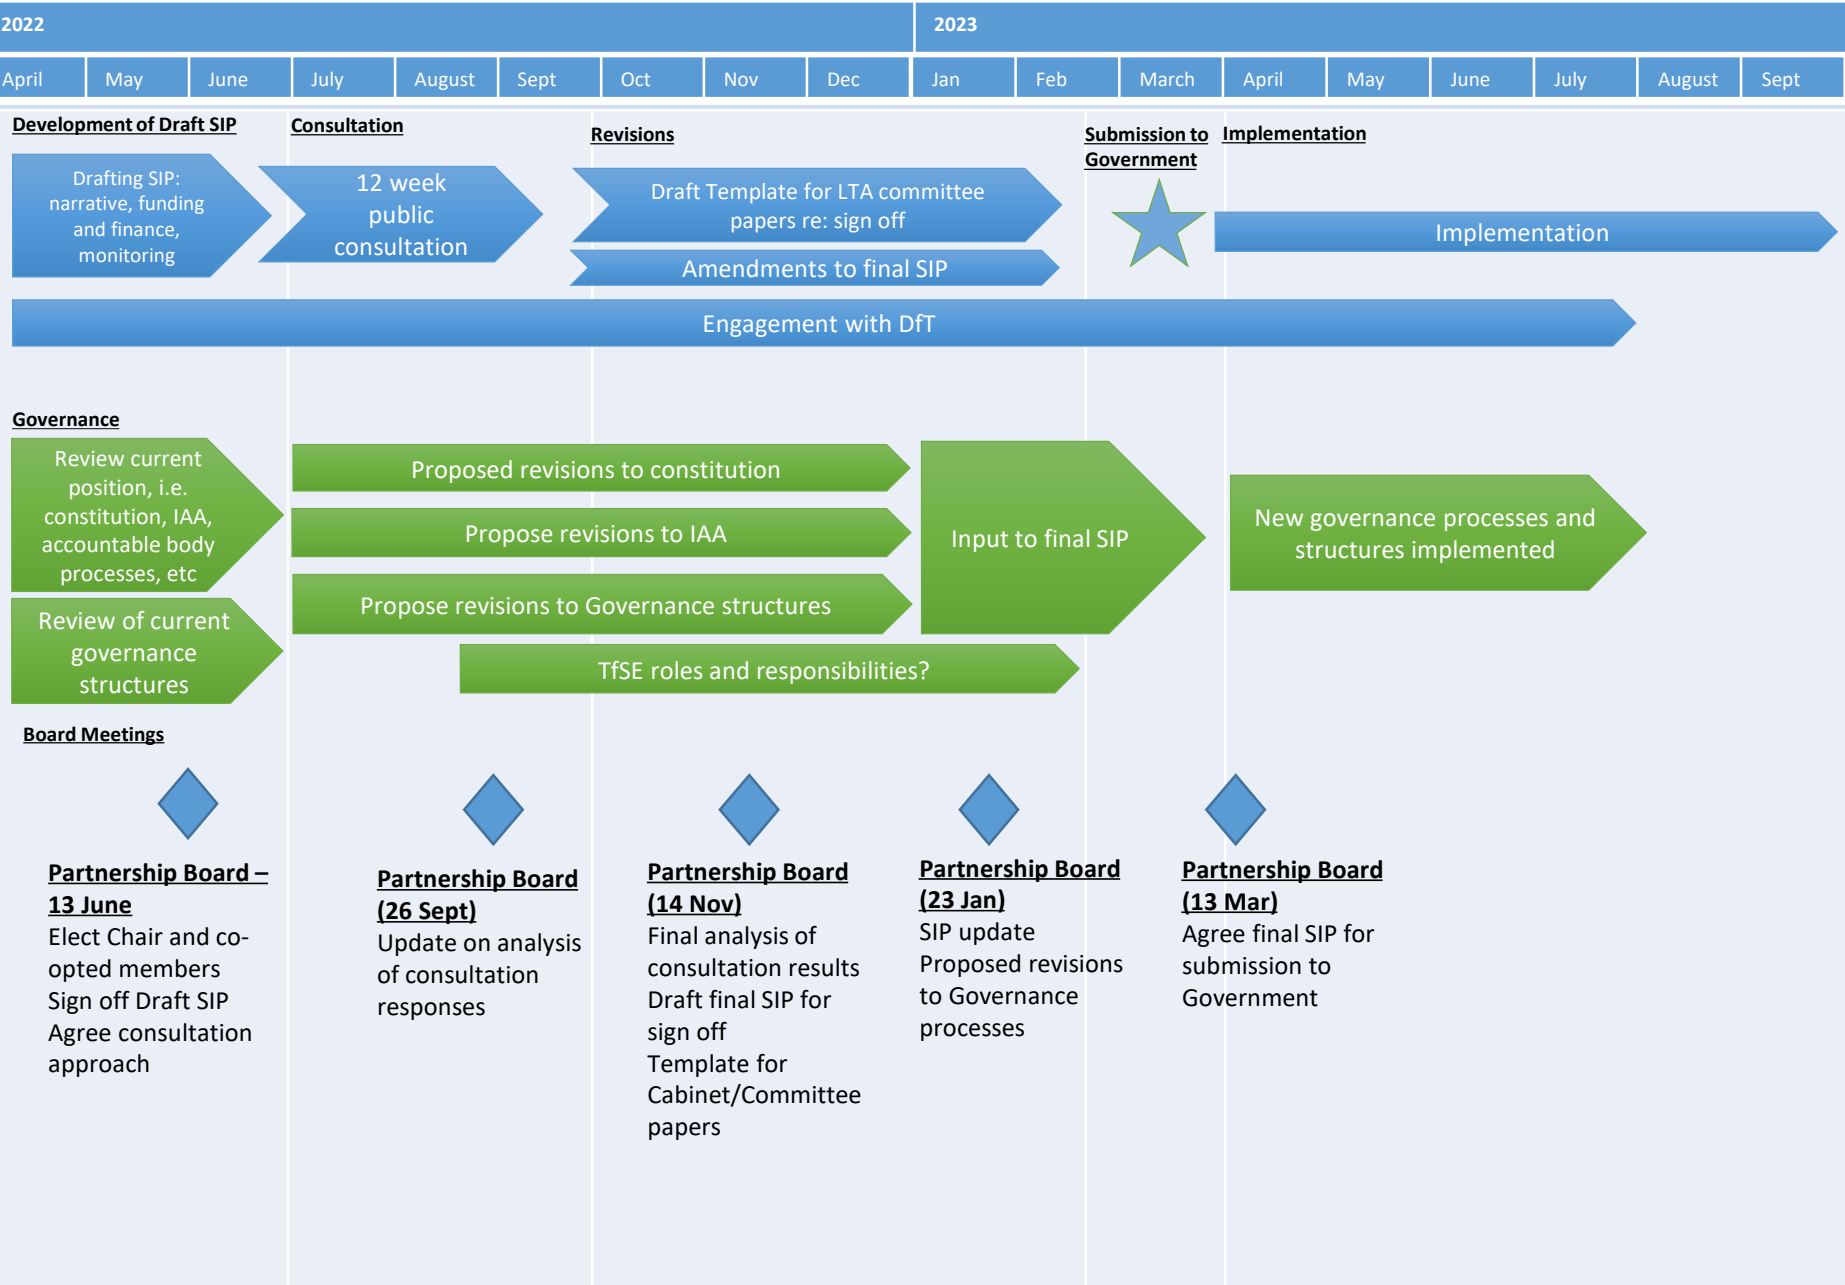 2022
2023
April
May
June
July
August
Sept
Oct
Nov
Dec
Jan
Feb
March
April
May
June
July
August
Sept
Development of Draft SIP
Consultation
Revisions
Submission to
Government
Implementation
Drafting SIP:
narrative, funding
and finance,
monitoring
12 week
public
consultation
Draft Template for LTA committee
papers re: sign off
Amendments to final SIP
Implementation
Engagement with DfT
Governance
Review current
position, i.e.
constitution, IAA,
accountable body
processes, etc
Review of current
governance
structures
Proposed revisions to constitution
Propose revisions to IAA
Propose revisions to Governance structures
TfSE roles and responsibilities?
Input to final SIP
New governance processes and
structures implemented
Board Meetings
Partnership Board –
13 June
Elect Chair and co-
opted members
Sign off Draft SIP
Agree consultation
approach
Partnership Board
(26 Sept)
Update on analysis
of consultation
responses
Partnership Board
(14 Nov)
Final analysis of
consultation results
Draft final SIP for
sign off
Template for
Cabinet/Committee
papers
Partnership Board
(23 Jan)
SIP update
Proposed revisions
to Governance
processes
Partnership Board
(13 Mar)
Agree final SIP for
submission to
Government